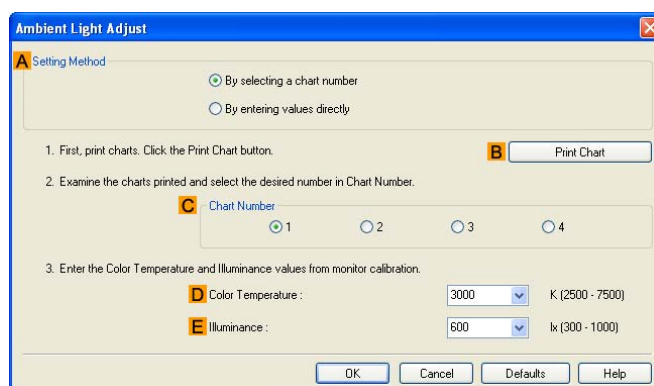 Ambient Light Adjust
A Setting Method
By selecting a chart number
By entering values directly
1. First, print charts. Click the Print Chart button.
B Print Chart
2. Examine the charts printed and select the desired number in Chart Number.
C Chart Number
1 2 3 4
3. Enter the Color Temperature and Illuminance values from monitor calibration.
D Color Temperature : 3000 K (2500 - 7500)
E Illuminance : 600 lx (300 - 1000)
OK Cancel Defaults Help